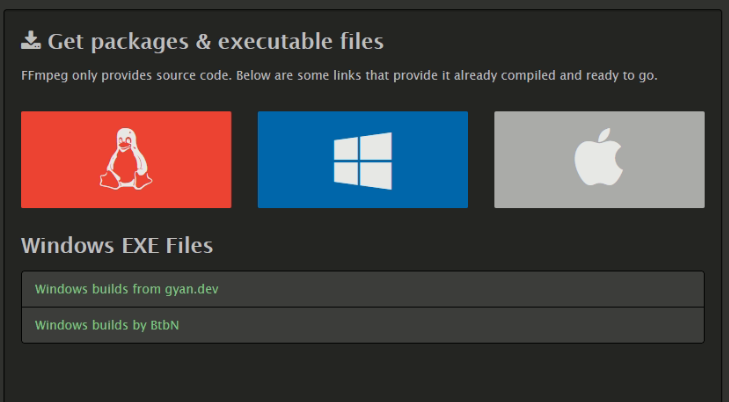 Get packages & executable files
FFmpeg only provides source code. Below are some links that provide it already compiled and ready to go.
Windows EXE Files
Windows builds from gyan.dev
Windows builds by BtbN